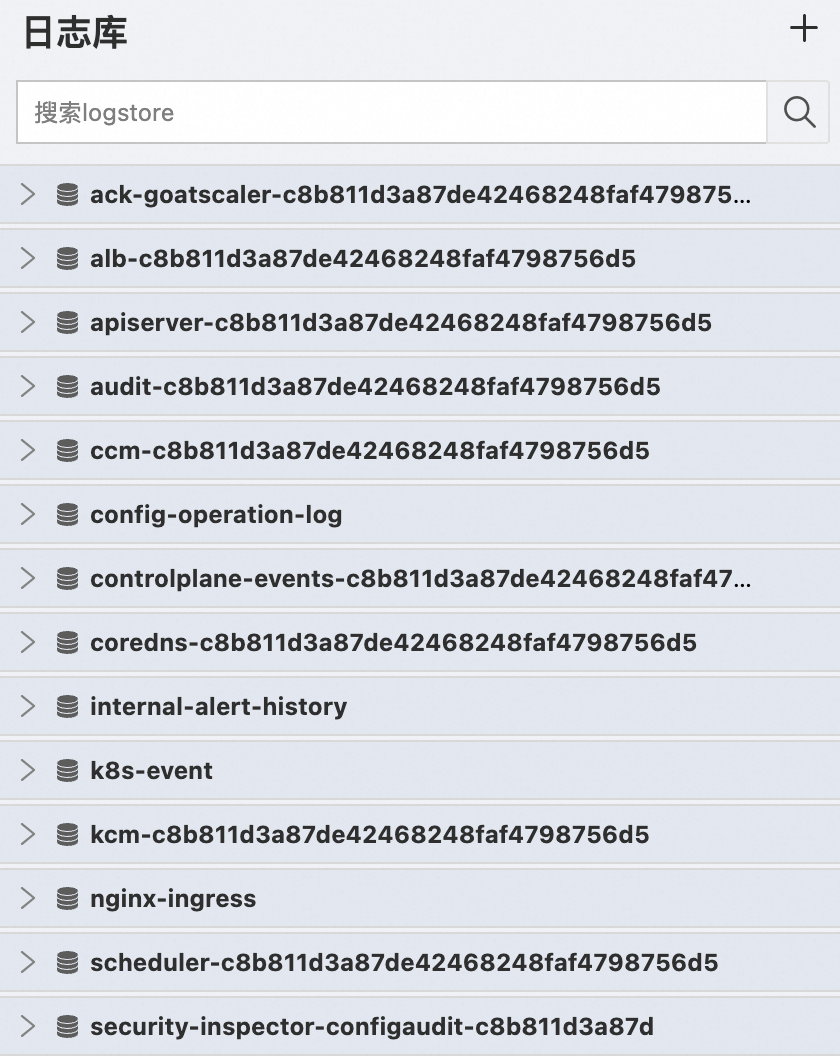 日志库
搜索logstore
ack-goatscaler-c8b811d3a87de42468248faf479875...
alb-c8b811d3a87de42468248faf4798756d5
apiserver-c8b811d3a87de42468248faf4798756d5
audit-c8b811d3a87de42468248faf4798756d5
ccm-c8b811d3a87de42468248faf4798756d5
config-operation-log
controlplane-events-c8b811d3a87de42468248faf47...
coredns-c8b811d3a87de42468248faf4798756d5
internal-alert-history
k8s-event
kcm-c8b811d3a87de42468248faf4798756d5
nginx-ingress
scheduler-c8b811d3a87de42468248faf4798756d5
security-inspector-configaudit-c8b811d3a87d